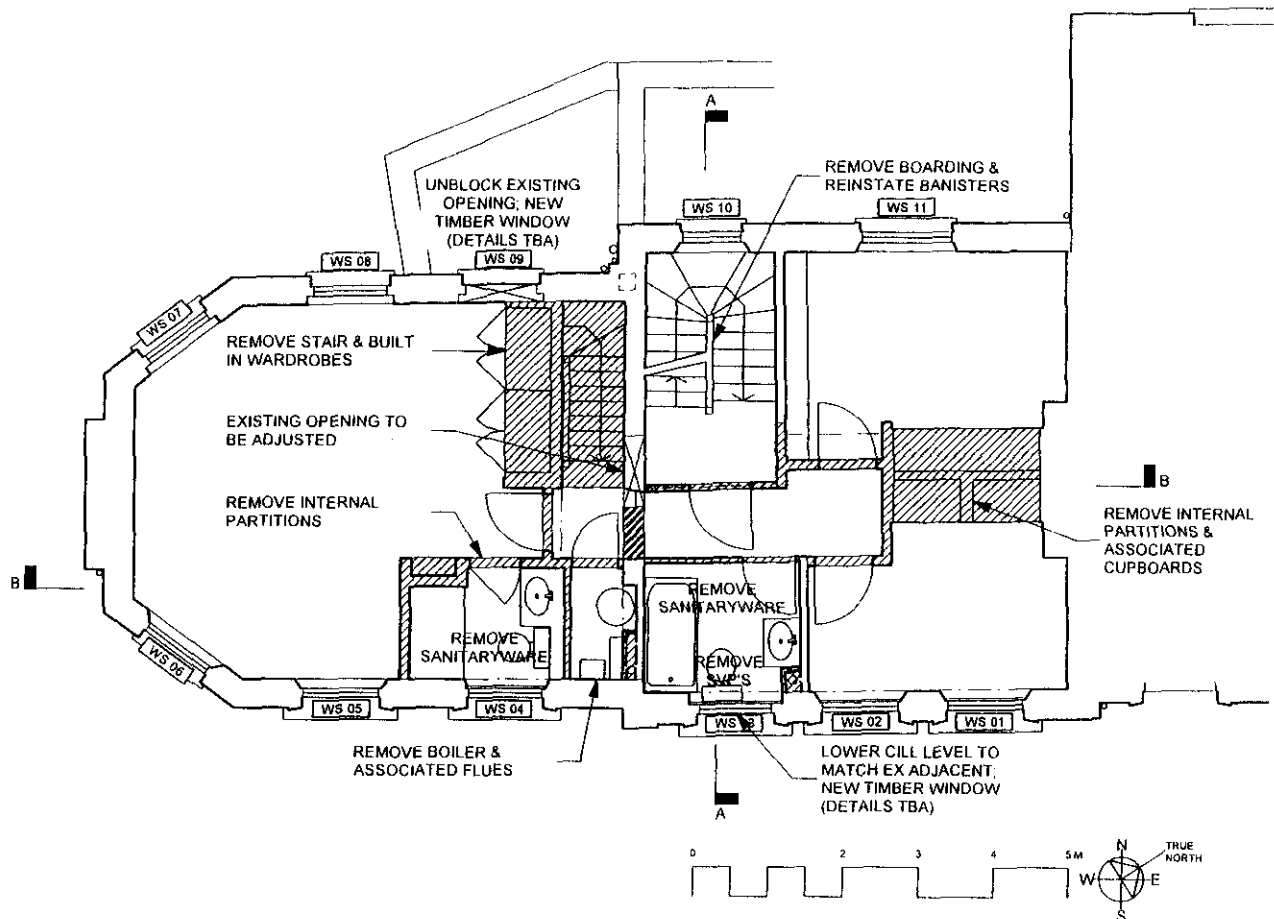 A
REMOVE BOARDING &
REINSTATE BANISTERS
UNBLOCK EXISTING
OPENING; NEW
TIMBER WINDOW
(DETAILS TBA)
WS 10
WS 11
WS 08
WS 09
WS 07
REMOVE STAIR & BUILT
IN WARDROBES
EXISTING OPENING TO
BE ADJUSTED
REMOVE INTERNAL
PARTITIONS
B
REMOVE INTERNAL
PARTITIONS &
ASSOCIATED
CUPBOARDS
B
REMOVE
SANITARYWARE
REMOVE
SANITARYWARE
REMOVE
SVP'S
WS 06
WS 05
WS 04
WS 02
WS 01
REMOVE BOILER &
ASSOCIATED FLUES
LOWER CILL LEVEL TO
MATCH EX ADJACENT;
NEW TIMBER WINDOW
(DETAILS TBA)
A
0 2 3 4 5 M
N
TRUE
NORTH
W E
S